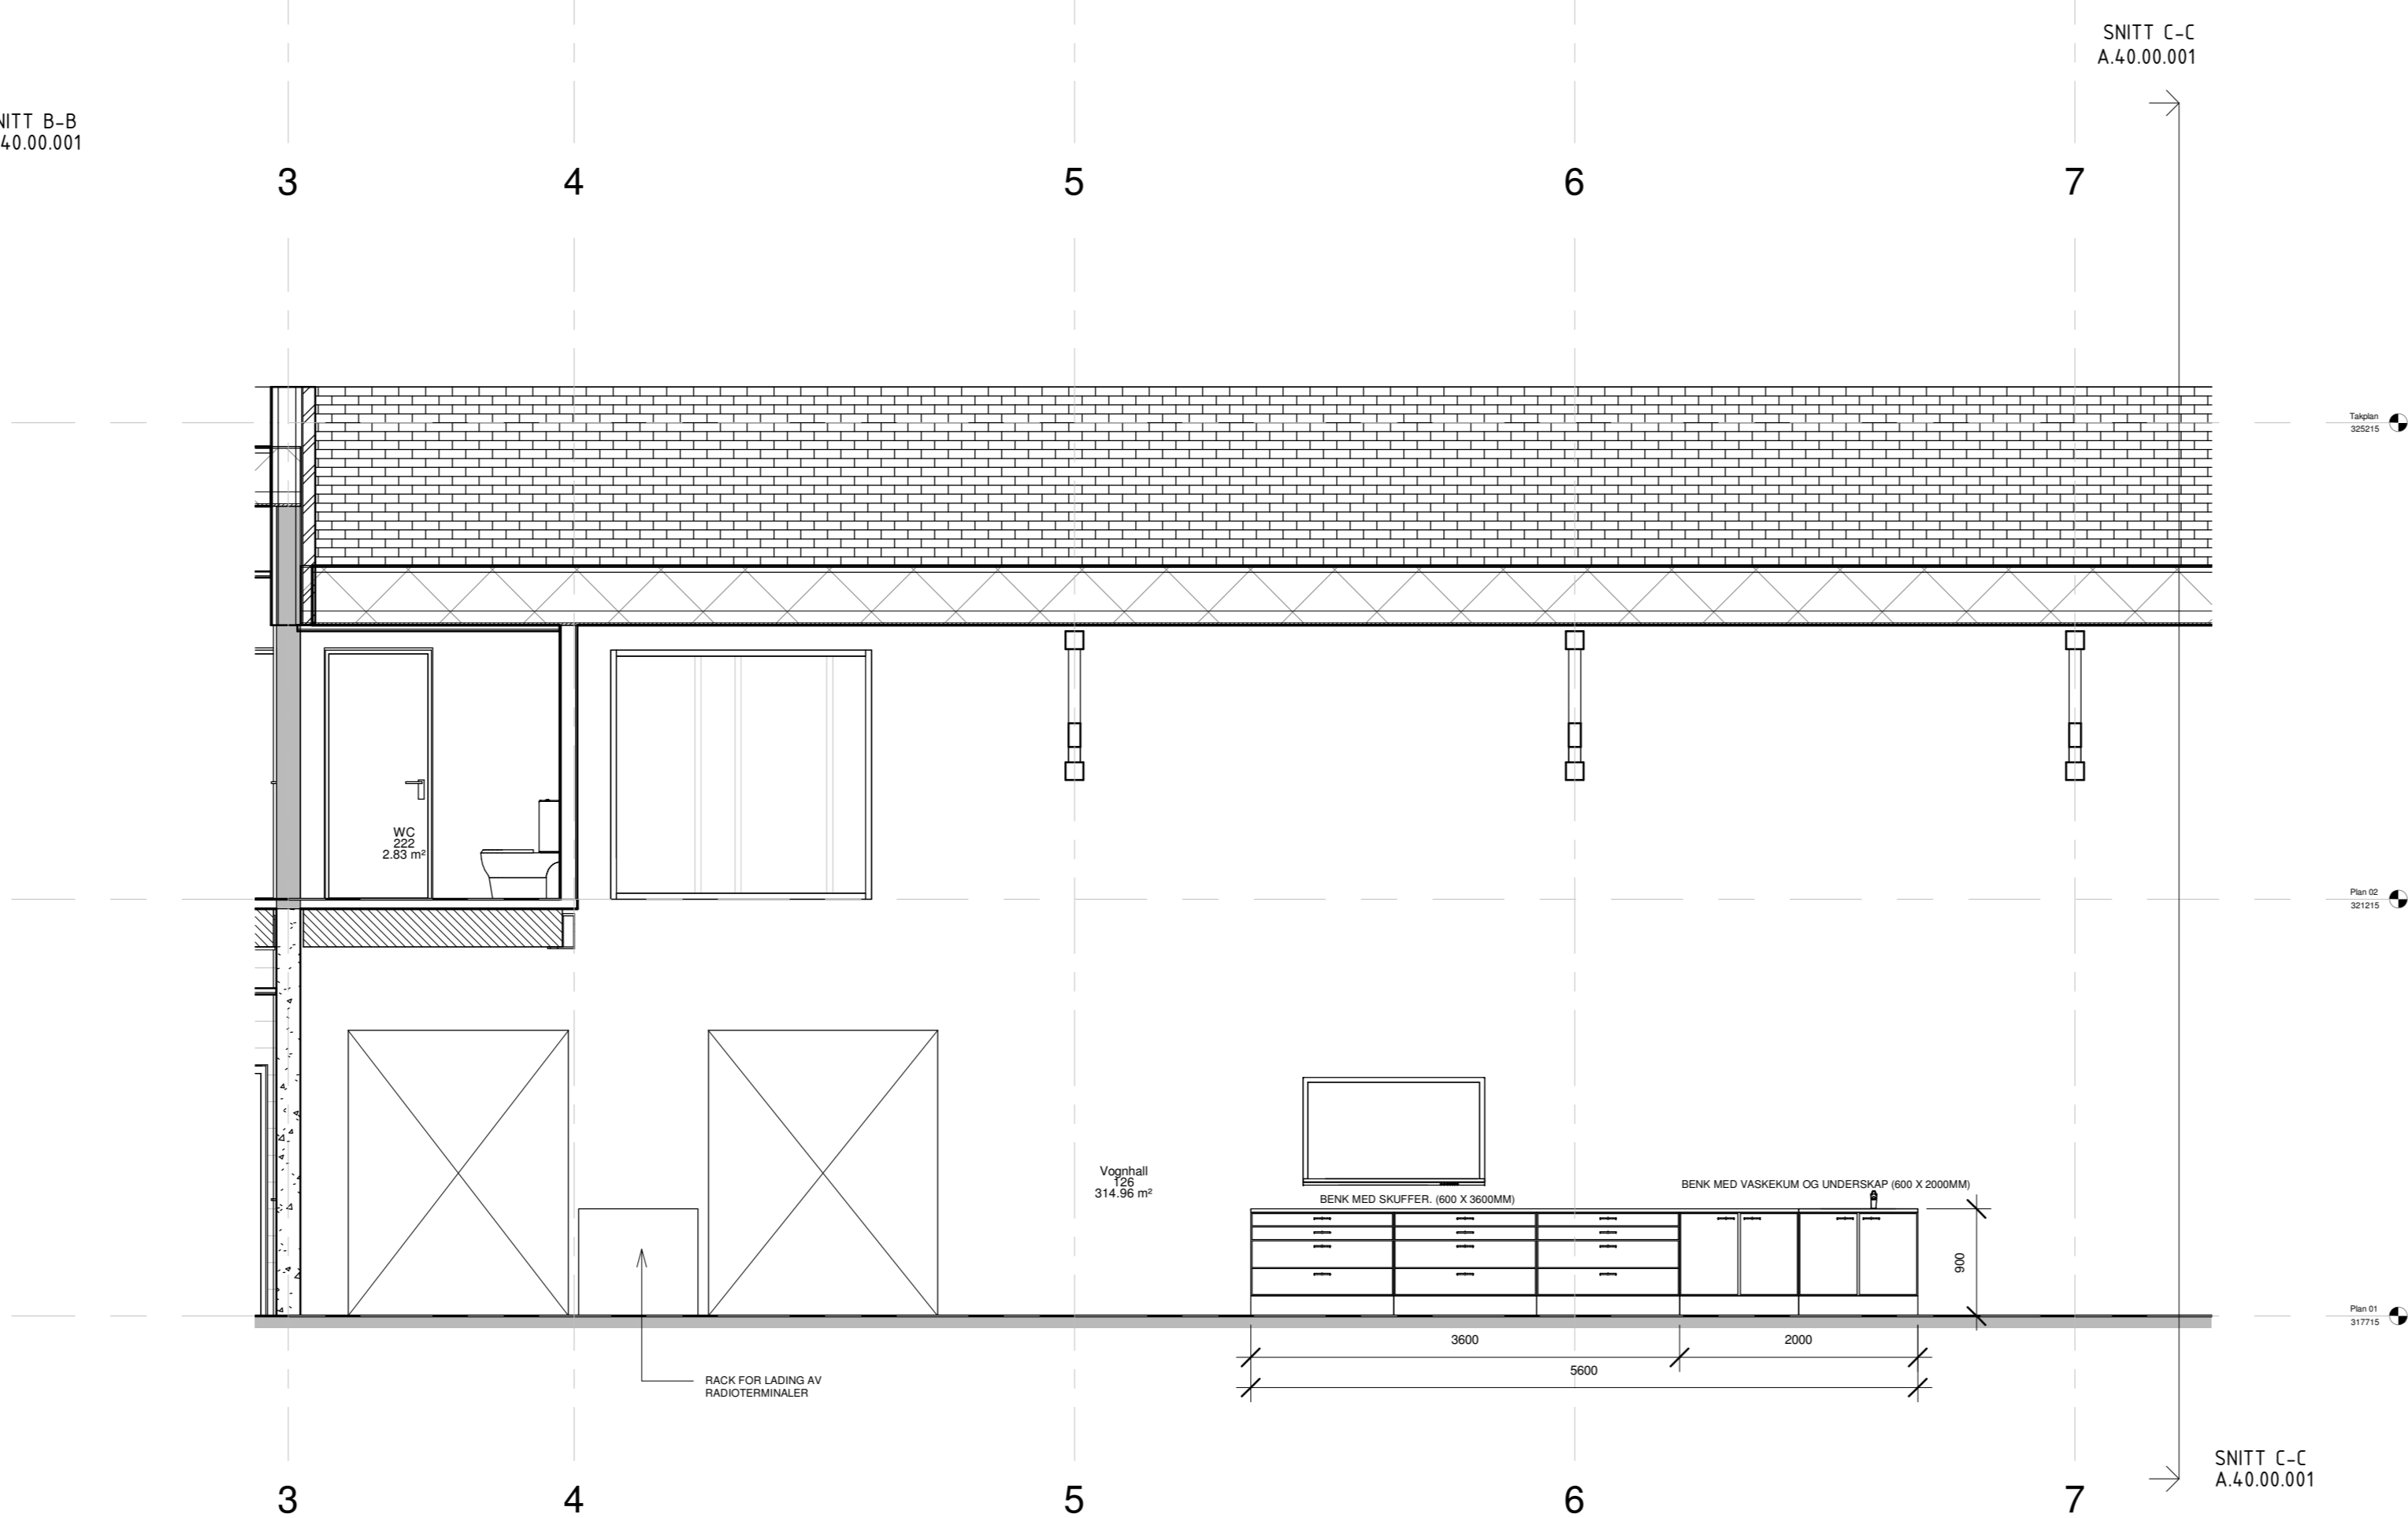 SNITT C-C
A.40.00.001
NITT B-B
40.00.001
3 4 5 6 7
Takplan
325215
WC
222
2.83 m²
Plan 02
321215
Vognhall
126
314.96 m²
BENK MED VASKEKUM OG UNDERSKAP (600 X 2000MM)
BENK MED SKUFFER. (600 X 3600MM)
900
Plan 01
317715
3600 2000
5600
RACK FOR LADING AV
RADIOTERMINALER
SNITT C-C
A.40.00.001
3 4 5 6 7